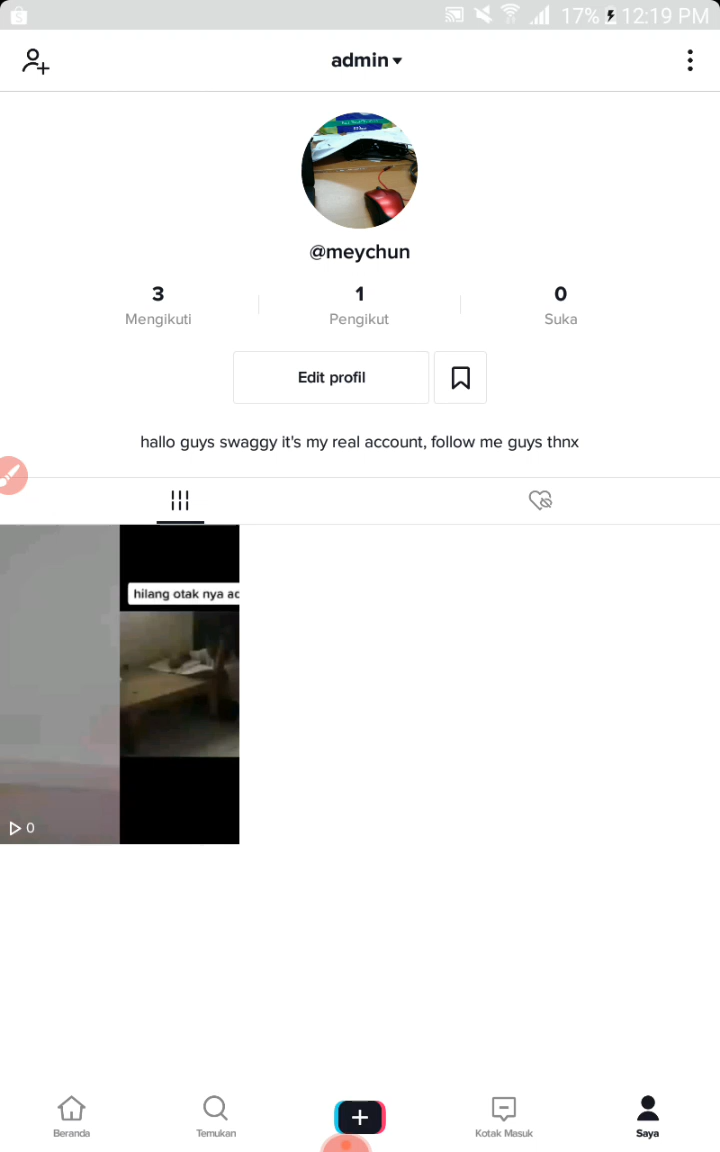 17% 12:19 PM
admin
@meychun
3 1 0
Mengikuti Pengikut Suka
Edit profil
hallo guys swaggy it's my real account, follow me guys thnx
hilang otak nya ac
0
Beranda Temukan Kotak Masuk Saya